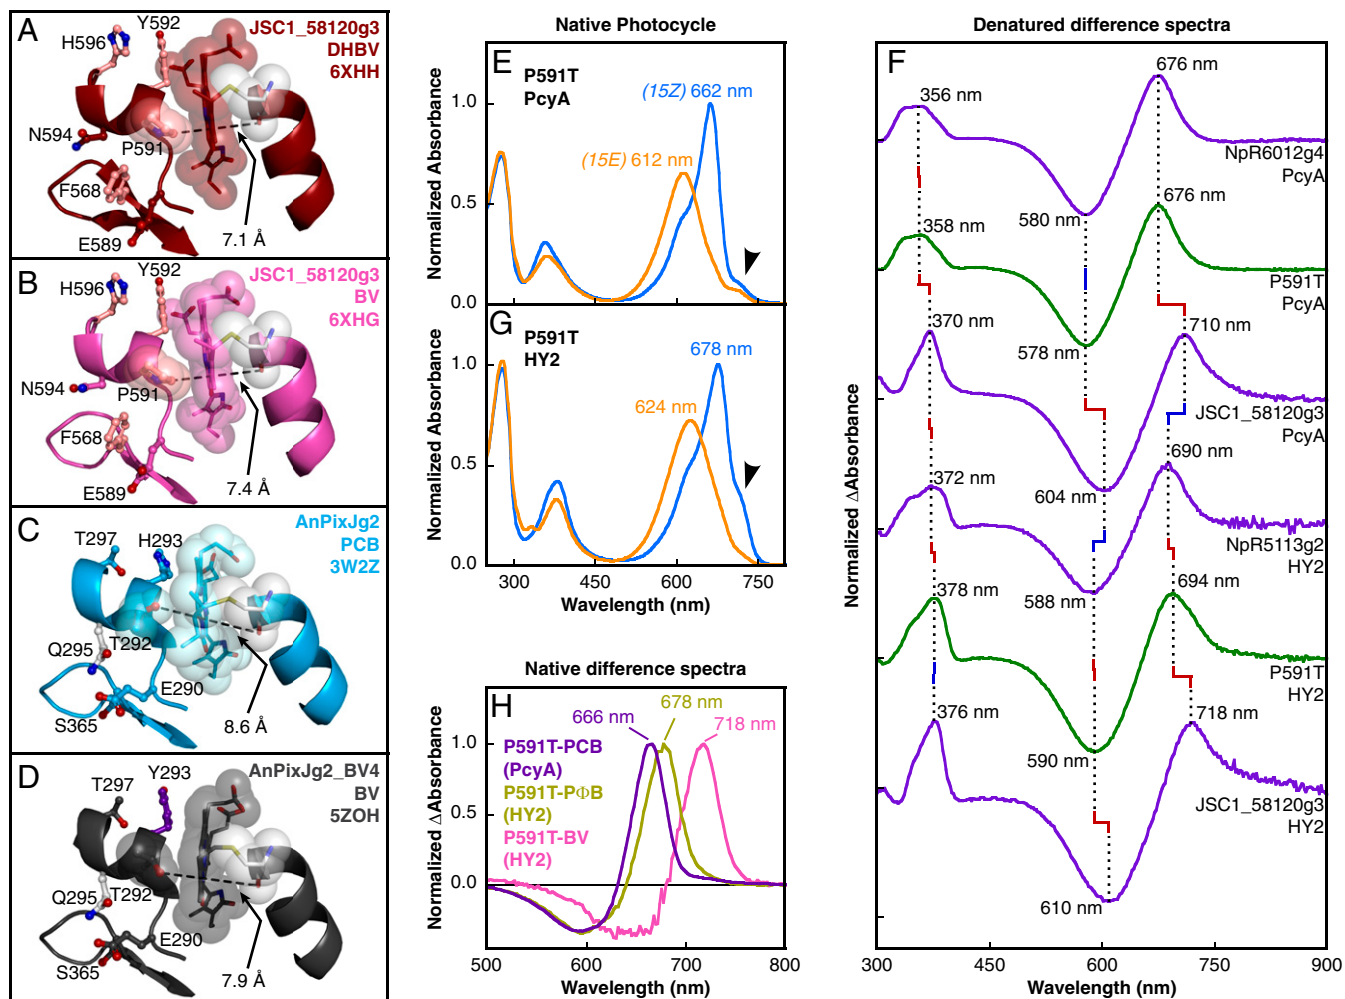 A
JSC1_58120g3
DHBV
6XHH
Y592
H596
N594
P591
F568
E589
7.1 Å
B
JSC1_58120g3
BV
6XHG
Y592
H596
N594
P591
F568
E589
7.4 Å
C
AnPixJg2
PCB
3W2Z
T297
H293
Q295
T292
E290
S365
8.6 Å
D
AnPixJg2_BV4
BV
5ZOH
T297
Y293
Q295
T292
E290
S365
7.9 Å
Native Photocycle
E
P591T
PcyA
(15Z) 662 nm
(15E) 612 nm
Normalized Absorbance
1.0
0.5
0.0
G
P591T
HY2
678 nm
624 nm
Normalized Absorbance
1.0
0.5
0.0
300 450 600 750
Wavelength (nm)
Native difference spectra
H
666 nm
678 nm
718 nm
P591T-PCB
(PcyA)
P591T-PΦB
(HY2)
P591T-BV
(HY2)
Normalized ΔAbsorbance
1.0
0.5
0.0
500 600 700 800
Wavelength (nm)
Denatured difference spectra
F
676 nm
356 nm
NpR6012g4
PcyA
580 nm
676 nm
358 nm
P591T
PcyA
578 nm
370 nm
710 nm
JSC1_58120g3
PcyA
604 nm
690 nm
372 nm
NpR5113g2
HY2
588 nm
694 nm
378 nm
P591T
HY2
590 nm
376 nm
718 nm
JSC1_58120g3
HY2
610 nm
Normalized ΔAbsorbance
300 450 600 750 900
Wavelength (nm)